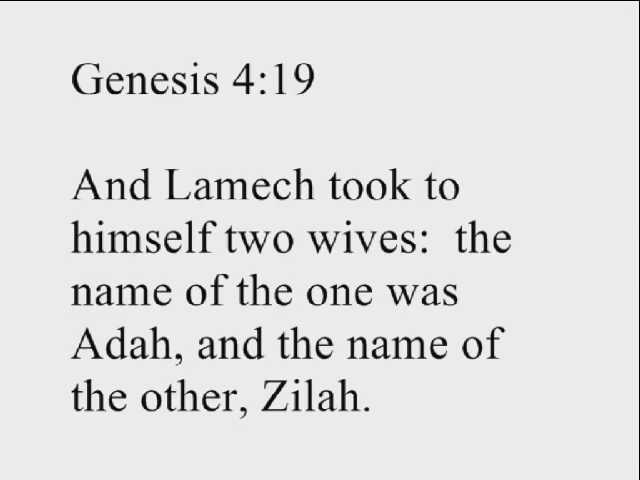 Genesis 4:19
And Lamech took to
himself two wives:  the
name of the one was
Adah, and the name of
the other, Zilah.